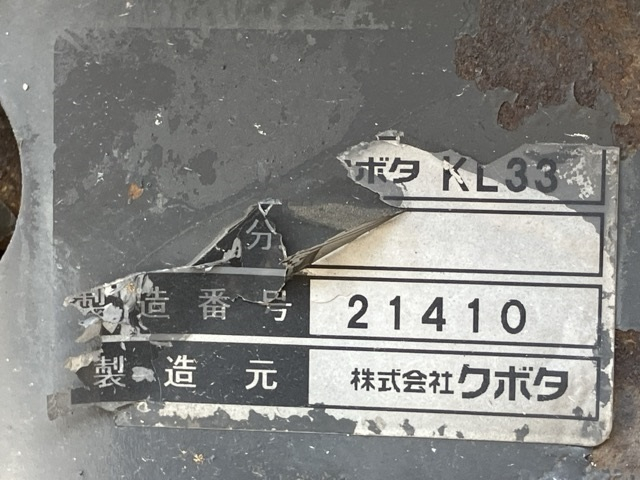 ボタ KL33
分
製造番号 21410
製造元 株式会社クボタ